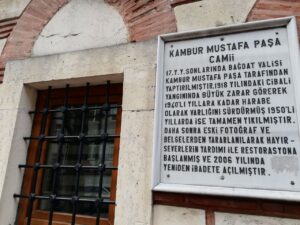 KAMBUR MUSTAFA PAŞA
CAMİİ
17.Y.Y. SONLARINDA BAĞDAT VALİSİ
KAMBUR MUSTAFA PAŞA TARAFINDAN
YAPTIRILMIŞTIR.1918 YILINDAKİ CİBALİ
YANGININDA BÜYÜK ZARAR GÖREREK
1940'LI YILLARA KADAR HARABE
OLARAK VARLIĞINI SÜRDÜRMÜŞ 1950'Lİ
YILLARDA İSE TAMAMEN YIKILMIŞTIR.
DAHA SONRA ESKİ FOTOĞRAF VE
BELGELERDEN YARARLANILARAK HAYIR-
SEVERLERİN YARDIMI İLE RESTORASYONA
BAŞLANMIŞ VE 2006 YILINDA
YENİDEN İBADETE AÇILMIŞTIR.